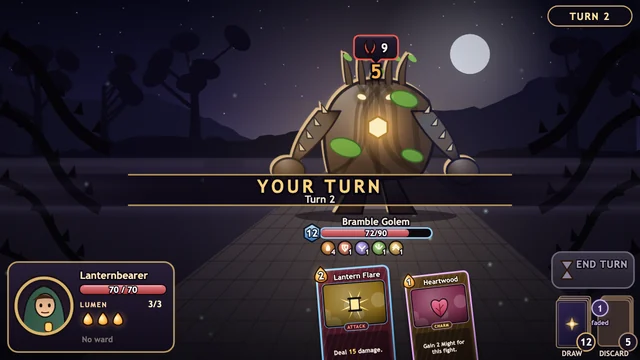 TURN 2
9
5
YOUR TURN
Turn 2
Bramble Golem
12
72/90
Lanternbearer
70 / 70
LUMEN 3/3
No ward
2 Lantern Flare
ATTACK
Deal 15 damage.
1 Heartwood
CHARM
Gain 2 Might for
this fight.
END TURN
1
faded
12
5
DRAW
DISCARD